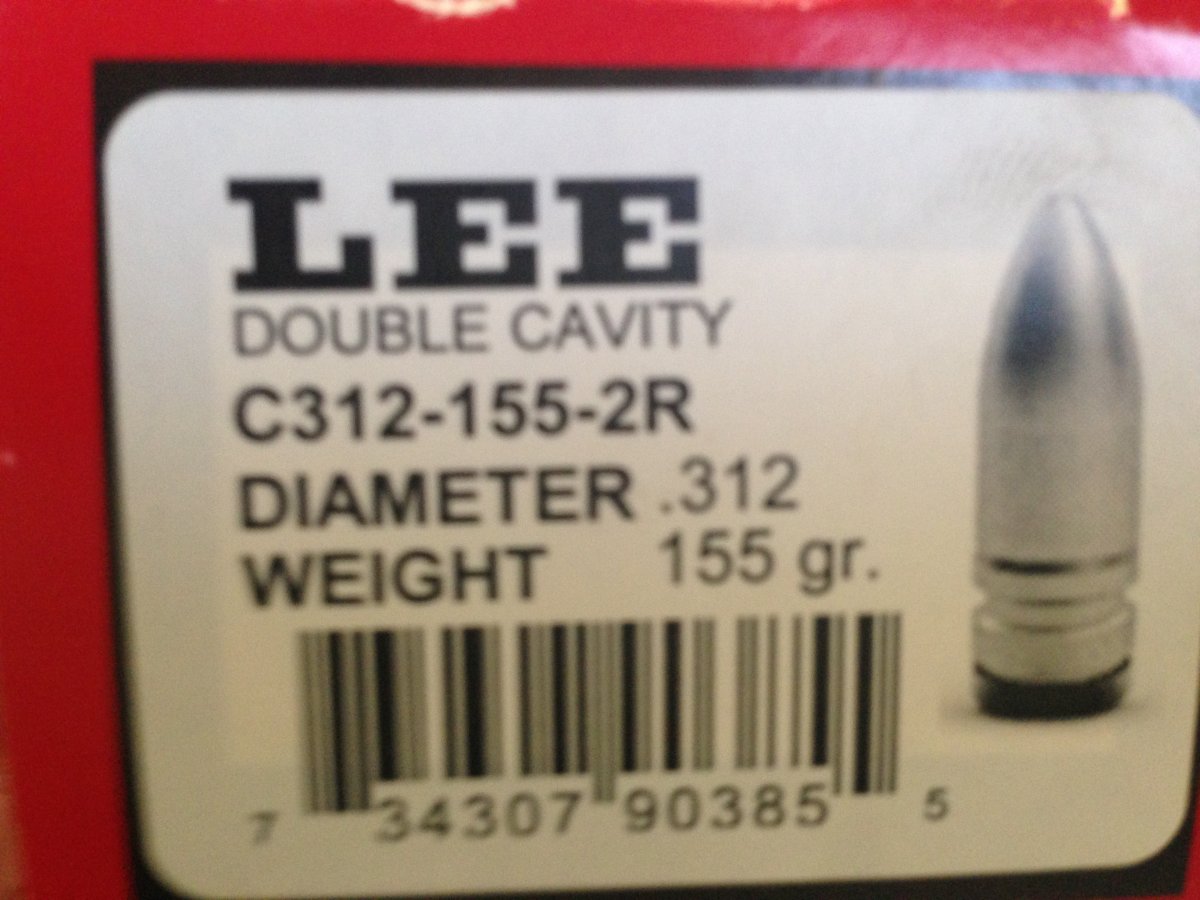 LEE
DOUBLE CAVITY
C312-155-2R
DIAMETER .312
WEIGHT 155 gr.
7 34307 90385 5